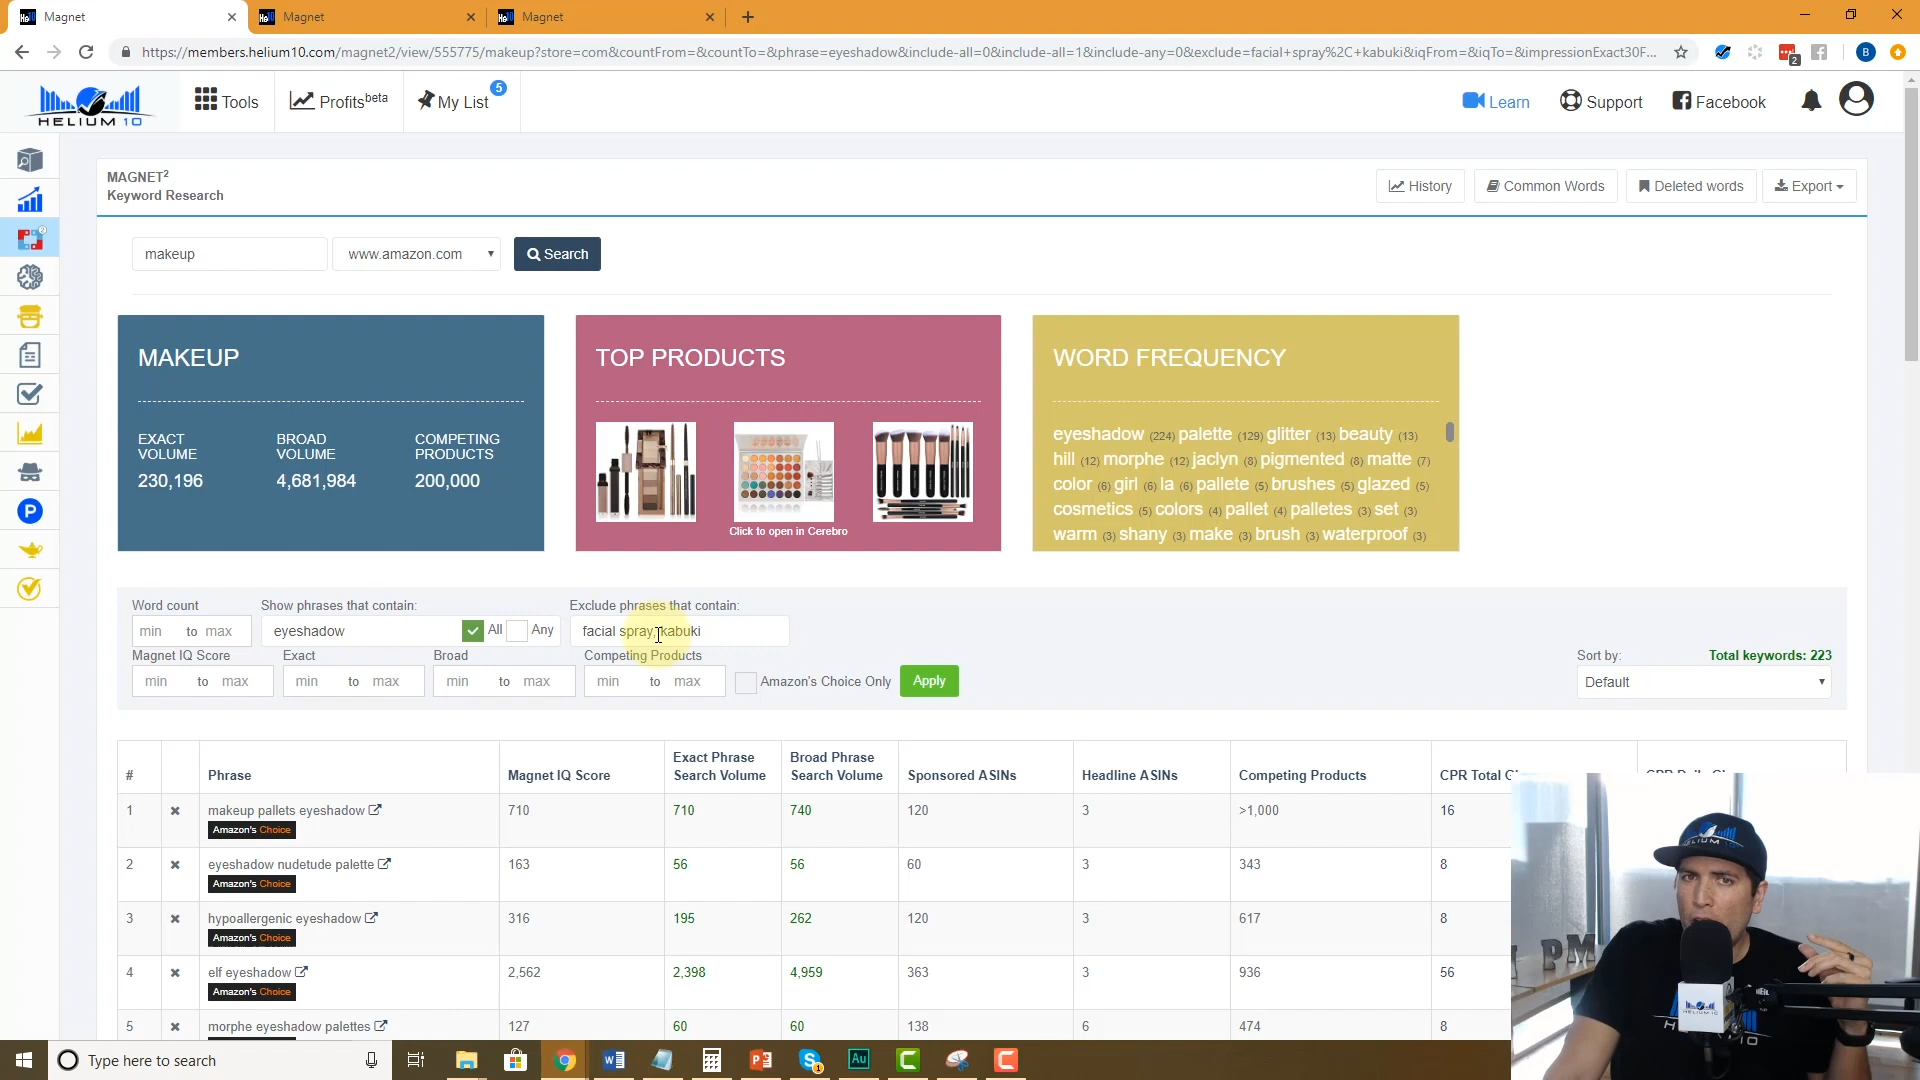 Magnet
Magnet
Magnet
https://members.helium10.com/magnet2/view/555775/makeup?store=com&countFrom=&countTo=&phrase=eyeshadow&include-all=0&include-all=1&include-any=0&exclude=facial+spray%2C+kabuki&iqFrom=&iqTo=&impressionExact30F...
2
B
HELIUM 10
Tools
Profits beta
My List
5
Learn
Support
Facebook
MAGNET2
Keyword Research
History
Common Words
Deleted words
Export
makeup
www.amazon.com
Search
MAKEUP
EXACT VOLUME
230,196
BROAD VOLUME
4,681,984
COMPETING PRODUCTS
200,000
TOP PRODUCTS
Click to open in Cerebro
WORD FREQUENCY
eyeshadow (224) palette (129) glitter (13) beauty (13)
hill (12) morphe (12) jaclyn (8) pigmented (8) matte (7)
color (6) girl (6) la (6) pallete (5) brushes (5) glazed (5)
cosmetics (5) colors (4) pallet (4) palletes (3) set (3)
warm (3) shany (3) make (3) brush (3) waterproof (3)
Word count
Show phrases that contain:
Exclude phrases that contain:
min to max
eyeshadow
All
Any
facial spray, kabuki
Magnet IQ Score
Exact
Broad
Competing Products
Sort by:
Total keywords: 223
min to max
min to max
min to max
min to max
Amazon's Choice Only
Apply
Default
#
Phrase
Magnet IQ Score
Exact Phrase Search Volume
Broad Phrase Search Volume
Sponsored ASINs
Headline ASINs
Competing Products
CPR Total
1 makeup pallets eyeshadow 710 710 740 120 3 >1,000 16
Amazon's Choice
2 eyeshadow nudetude palette 163 56 56 60 3 343 8
Amazon's Choice
3 hypoallergenic eyeshadow 316 195 262 120 3 617 8
Amazon's Choice
4 elf eyeshadow 2,562 2,398 4,959 363 3 936 56
Amazon's Choice
5 morphe eyeshadow palettes 127 60 60 138 6 474 8
HELIUM
PM
HELIUM 10
Type here to search
Au